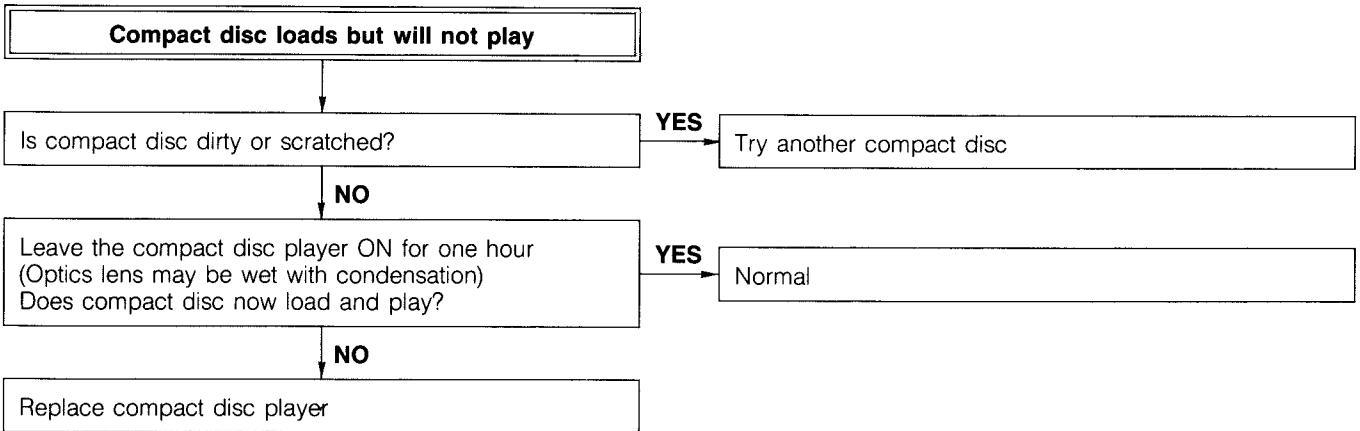 Compact disc loads but will not play
Is compact disc dirty or scratched?
YES
Try another compact disc
NO
Leave the compact disc player ON for one hour
(Optics lens may be wet with condensation)
Does compact disc now load and play?
YES
Normal
NO
Replace compact disc player